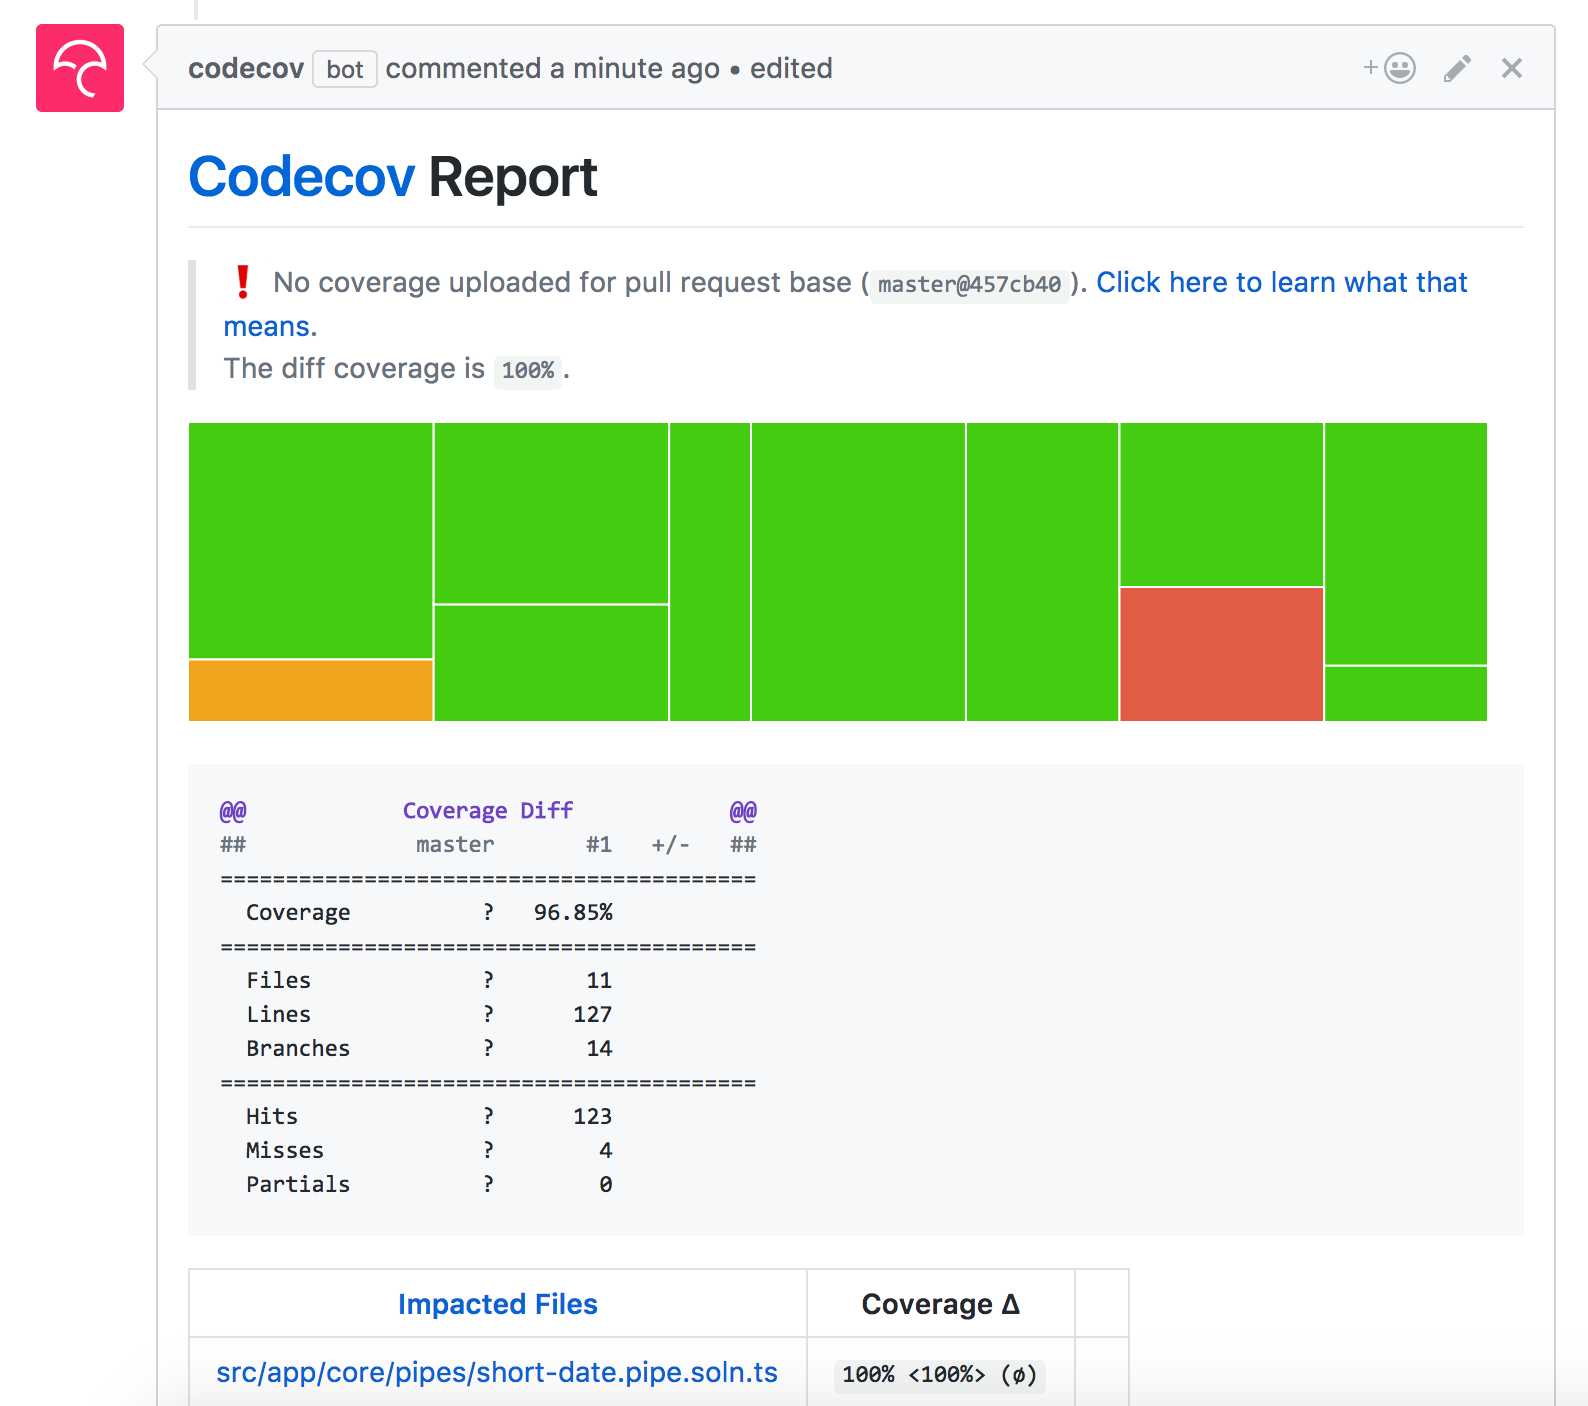 codecov bot commented a minute ago • edited
Codecov Report
❗ No coverage uploaded for pull request base (master@457cb40). Click here to learn what that
means.
The diff coverage is 100%.
@@ Coverage Diff @@
## master #1 +/- ##
=========================================
Coverage ? 96.85%
=========================================
Files ? 11
Lines ? 127
Branches ? 14
=========================================
Hits ? 123
Misses ? 4
Partials ? 0
Impacted Files Coverage Δ
src/app/core/pipes/short-date.pipe.soln.ts 100% <100%> (ø)